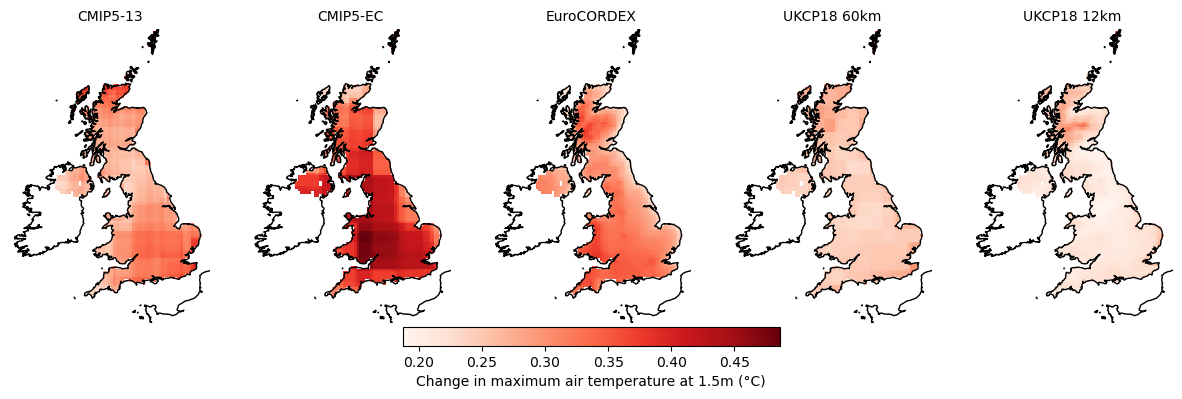 CMIP5-13 CMIP5-EC EuroCORDEX UKCP18 60km UKCP18 12km
0.20 0.25 0.30 0.35 0.40 0.45
Change in maximum air temperature at 1.5m (°C)